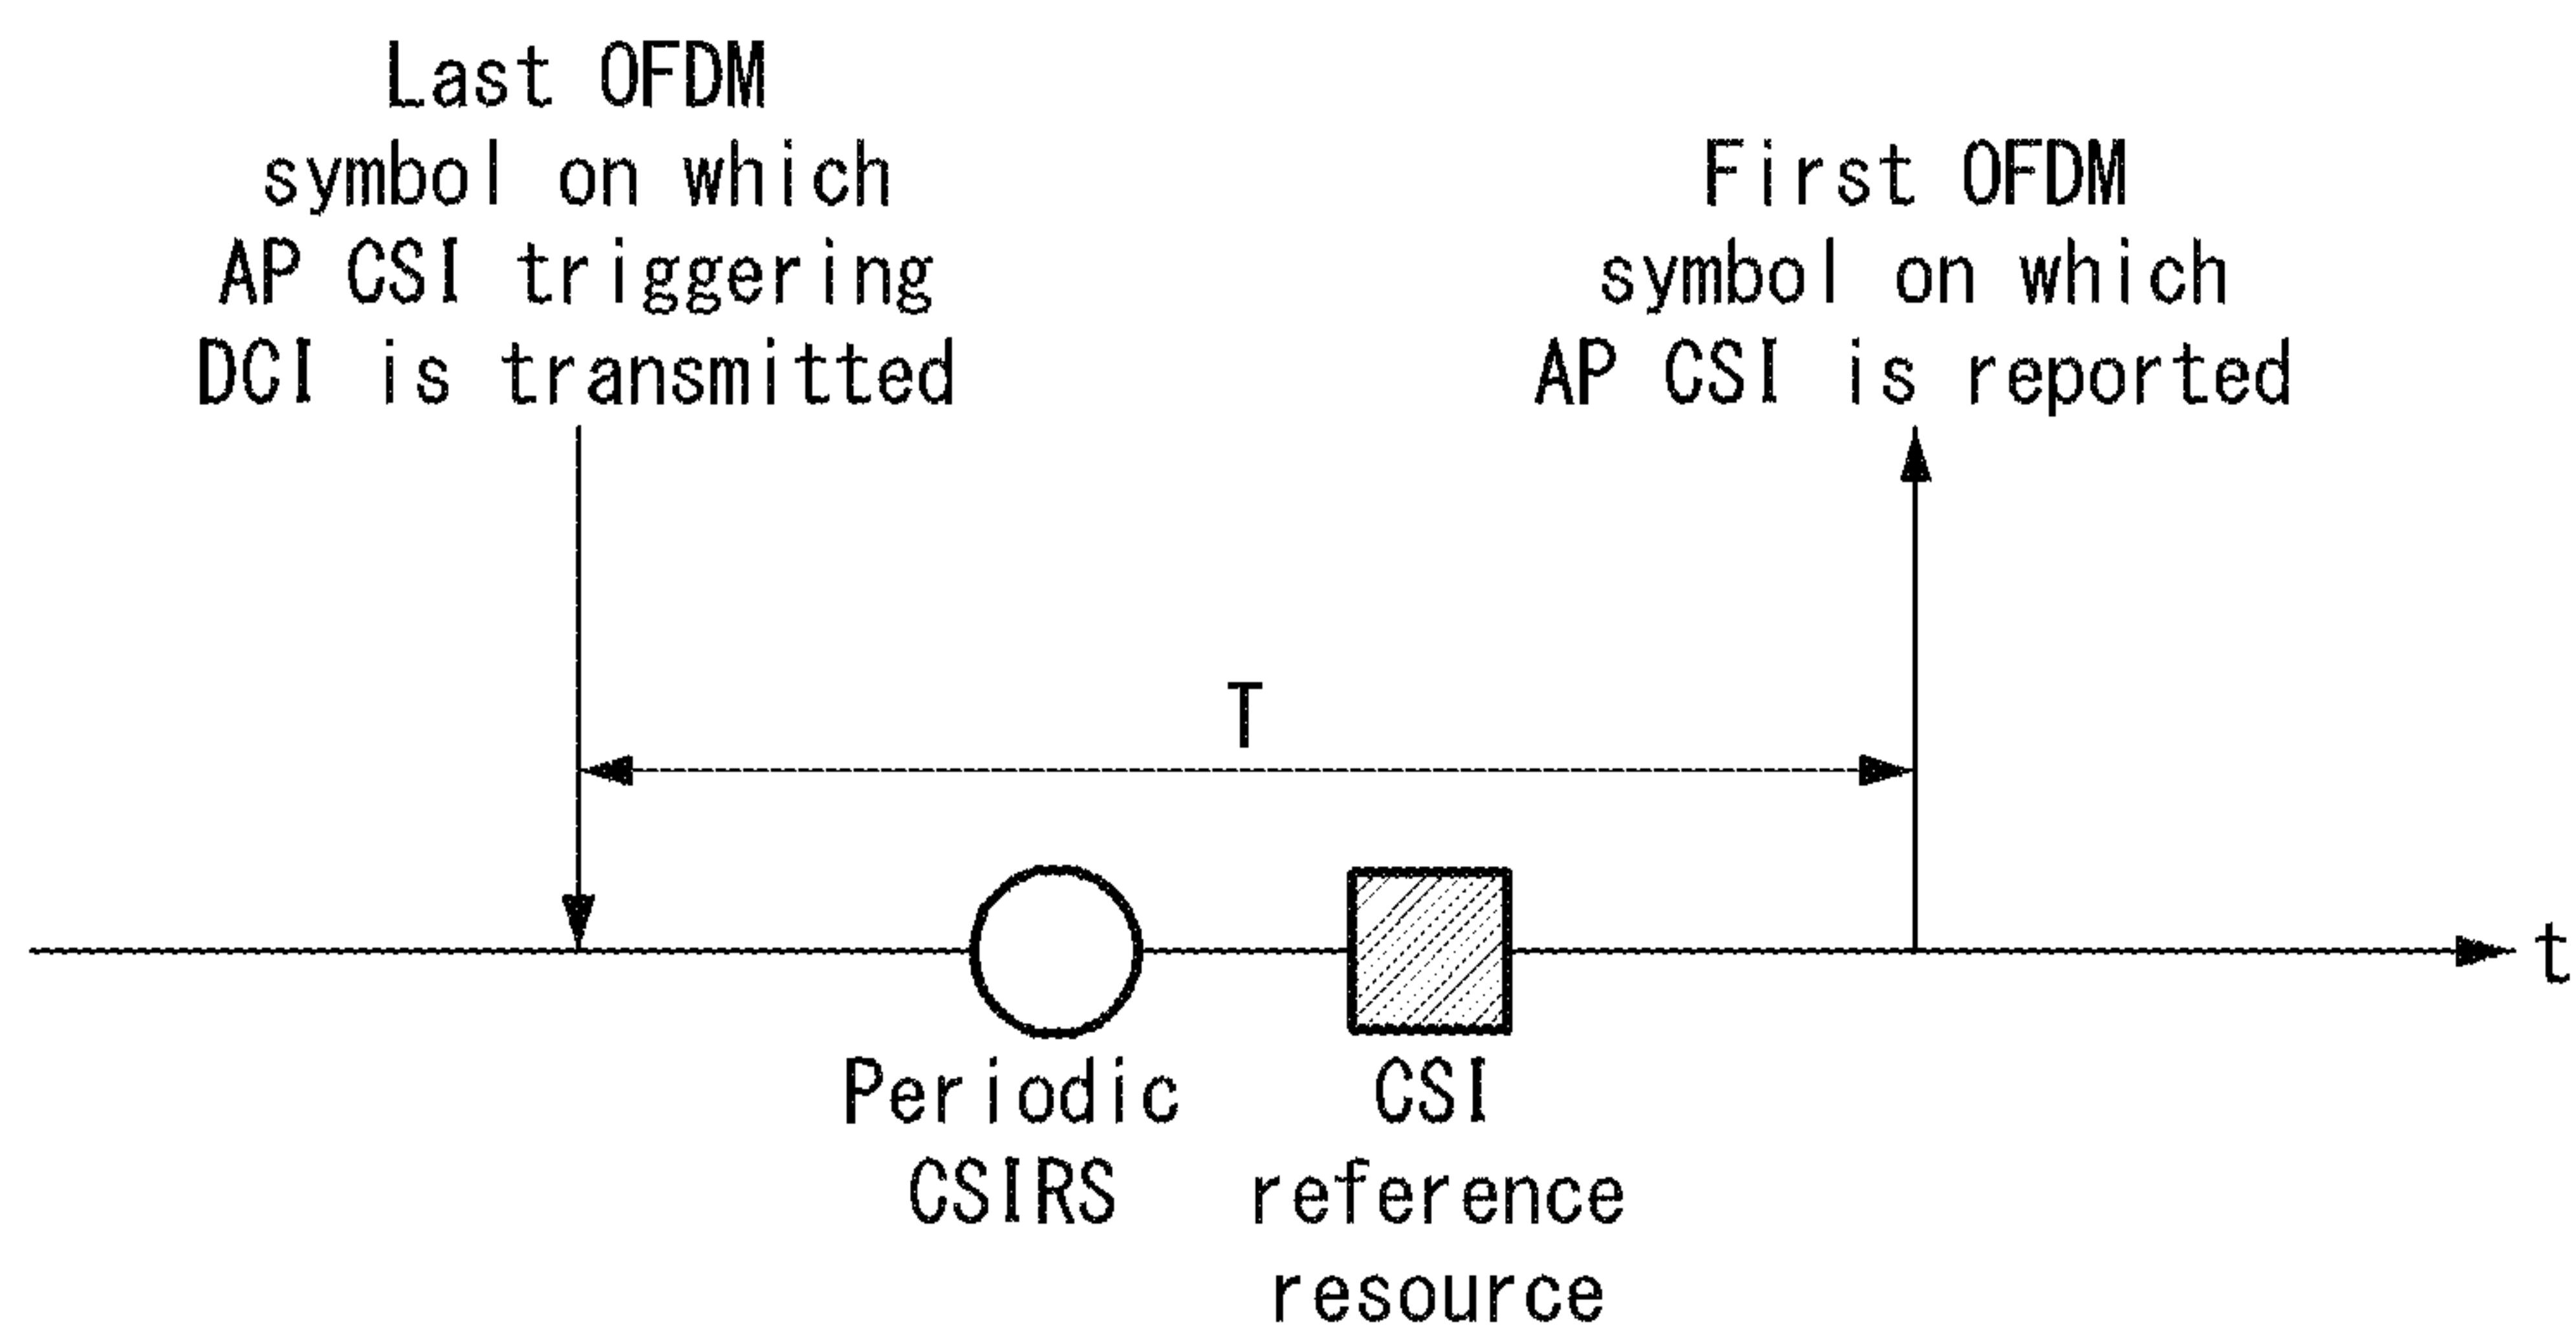 Last OFDM
symbol on which
AP CSI triggering
DCI is transmitted
First OFDM
symbol on which
AP CSI is reported
T
t
Periodic
CSIRS
CSI
reference
resource